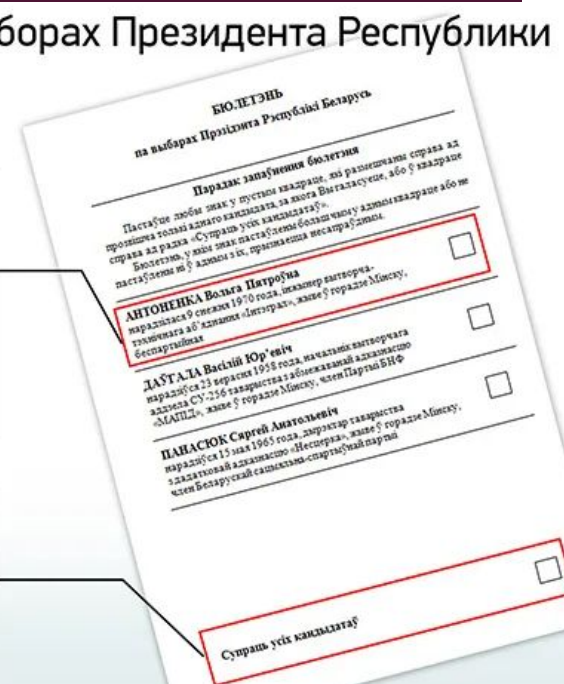 борах Президента Республики
БЮЛЕТЭНЬ
па выбарах Прэзідэнта Рэспублікі Беларусь
Парадак запаўнення бюлетэня
Пастаўце любы знак у пустым квадраце, які размешчаны справа ад
прозвішча толькі аднаго кандыдата, за якога Вы галасуеце, або ў квадраце
справа ад радка «Супраць усіх кандыдатаў».
Бюлетэнь, у якім знак пастаўлены больш чым у адным квадраце або не
пастаўлены ні ў адным з іх, прызнаецца несапраўдным.
АНТОНЕНКА Вольга Пятроўна
нарадзілася 9 снежня 1970 года, інжынер вытворча-
тэхнічнага аб'яднання «Інтэграл», жыве ў горадзе Мінску,
беспартыйная
ДАЎГАЛА Васілій Юр'евіч
нарадзіўся 23 верасня 1958 года, начальнік вытворчага
аддзела СУ-256 таварыства з абмежаванай адказнасцю
«МАПІД», жыве ў горадзе Мінску, член Партыі БНФ
ПАНАСЮК Сяргей Анатольевіч
нарадзіўся 15 мая 1965 года, дырэктар таварыства
з дадатковай адказнасцю «Несцерка», жыве ў горадзе Мінску,
член Беларускай сацыяльна-спартыўнай партыі
Супраць усіх кандыдатаў